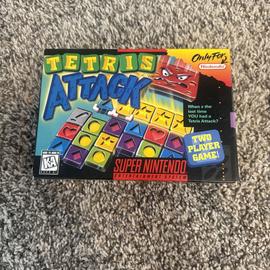 TETRIS
ATTACK
Only For
Nintendo
When's the
last time
YOU had a
Tetris Attack?
TWO
PLAYER
GAME!
K-A
SUPER NINTENDO
ENTERTAINMENT SYSTEM